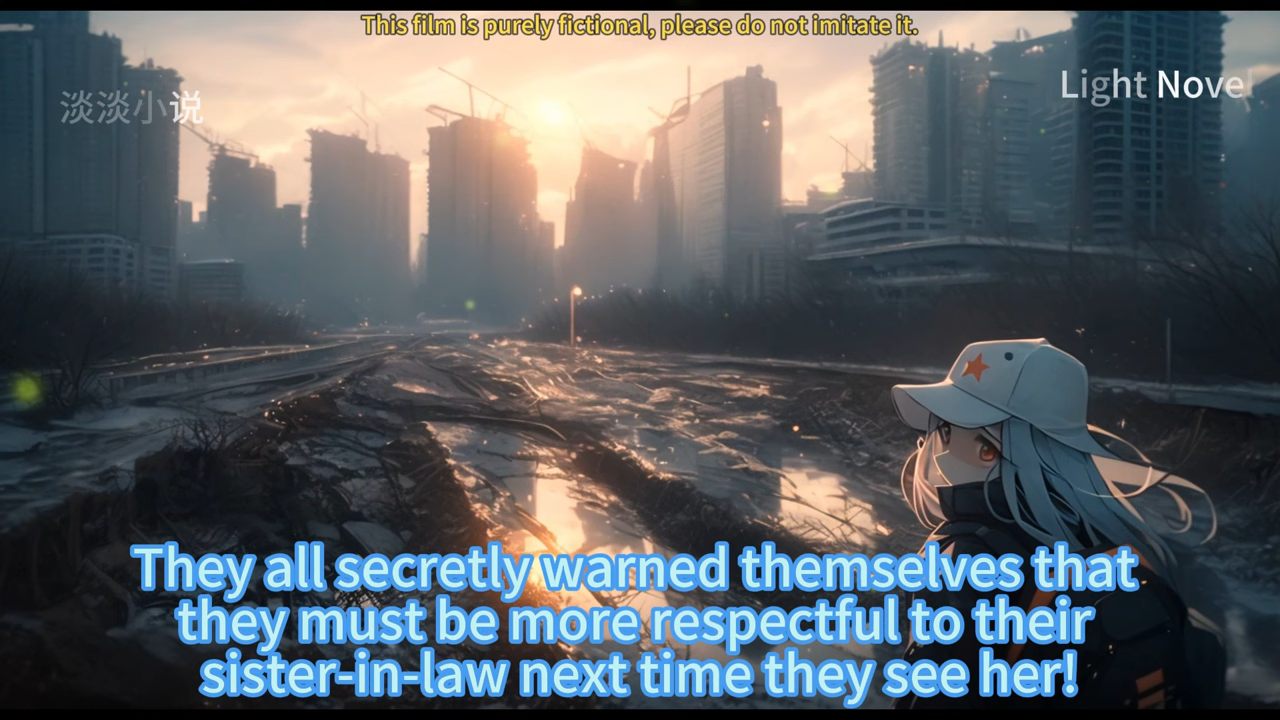 This film is purely fictional, please do not imitate it.
淡淡小说
Light Novel
They all secretly warned themselves that
they must be more respectful to their
sister-in-law next time they see her!